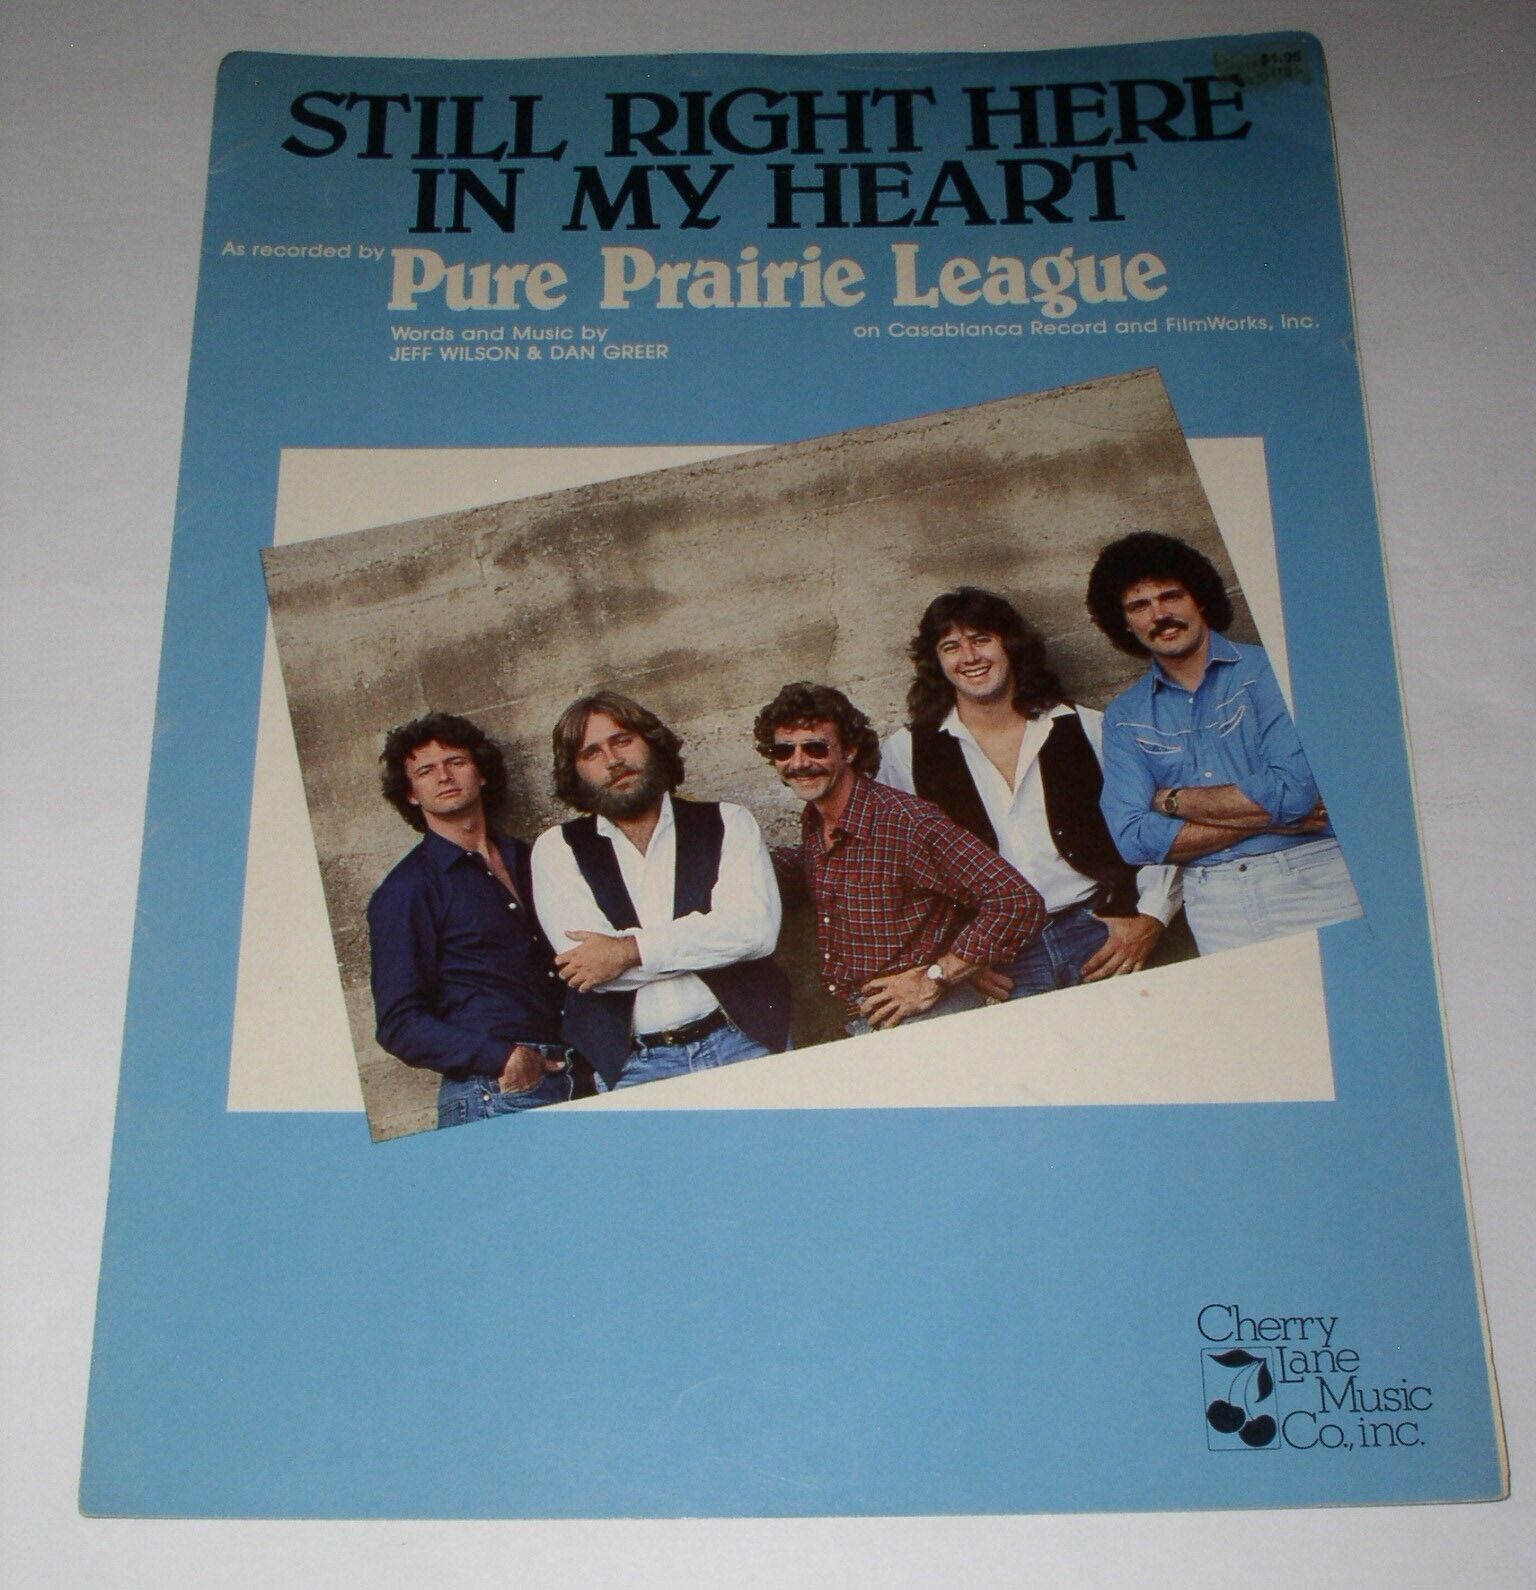 $1.95
STILL RIGHT HERE
IN MY HEART
As recorded by Pure Prairie League
Words and Music by
JEFF WILSON & DAN GREER
on Casablanca Record and FilmWorks, Inc.
Cherry
Lane
Music
Co., inc.